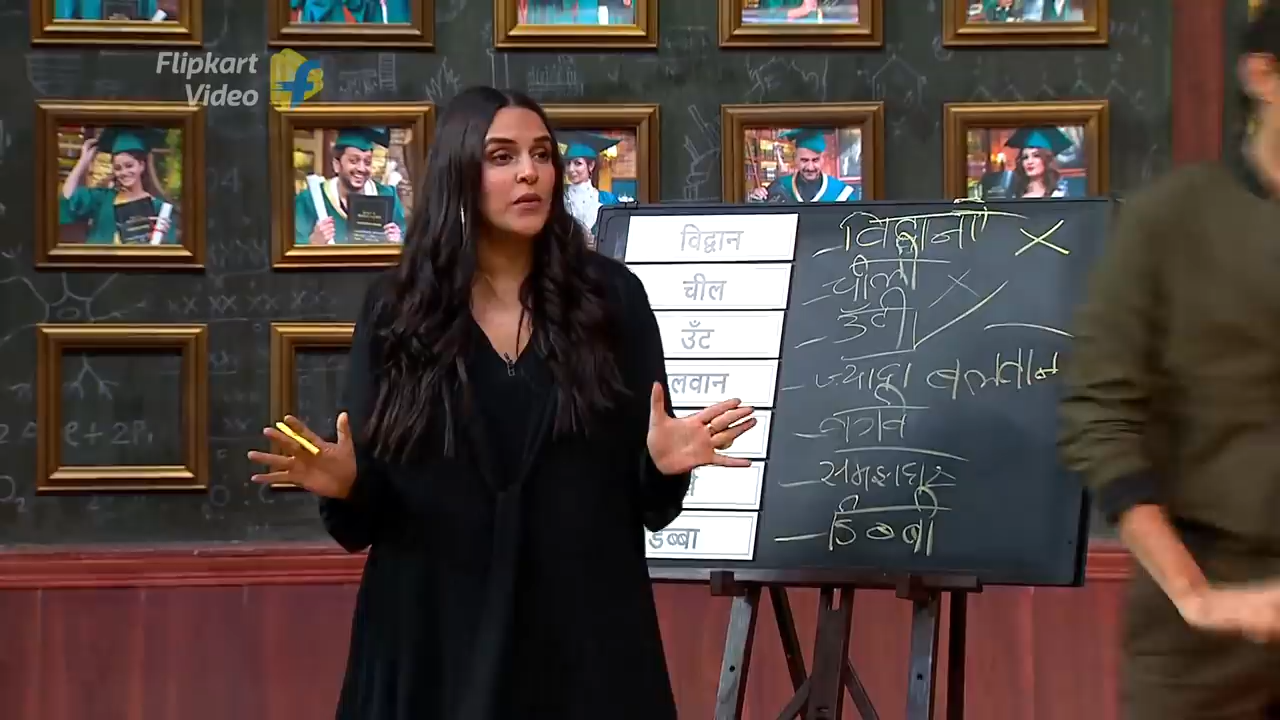 Flipkart
Video
विद्वान
विद्वानी
चील
चीली
उँट
उँटी
लवान
ज्यादा बलवान
समझदार
डब्बा
डिब्बी